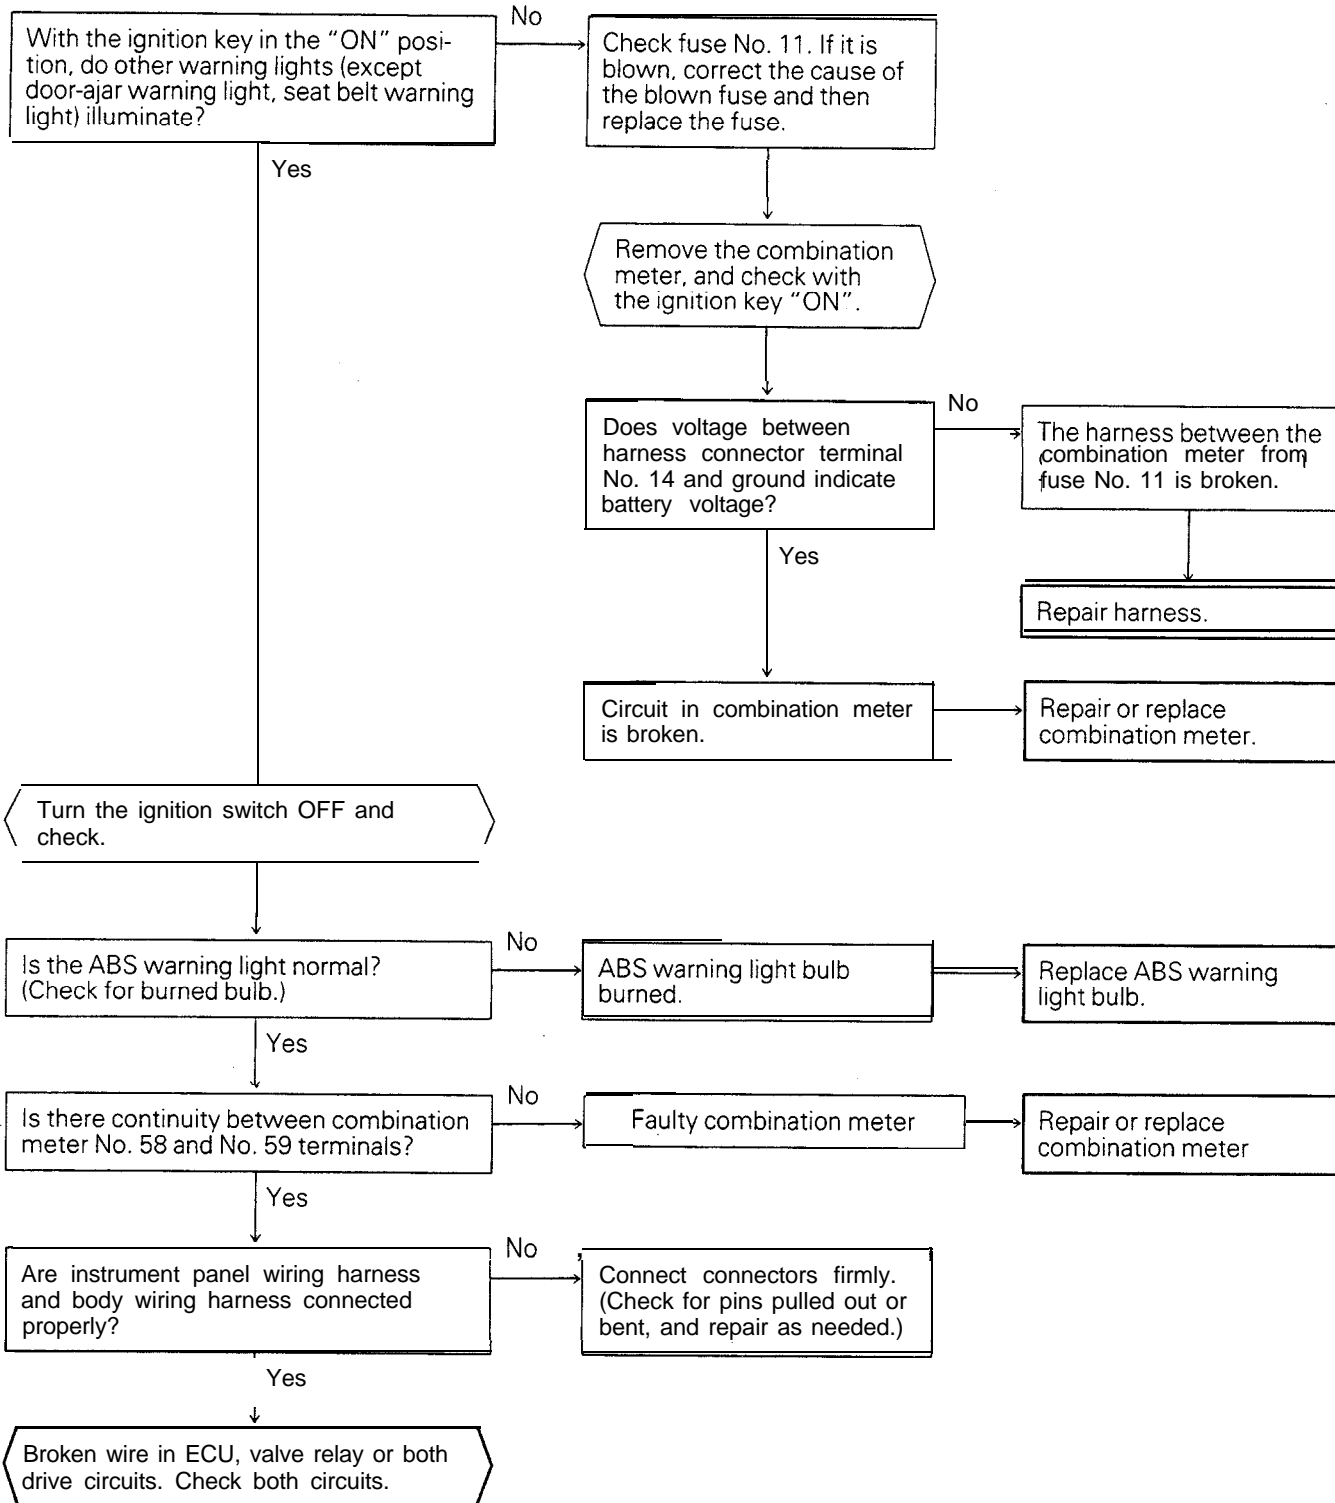 With the ignition key in the “ON” posi-
tion, do other warning lights (except
door-ajar warning light, seat belt warning
light) illuminate?
No
Check fuse No. 11. If it is
blown, correct the cause of
the blown fuse and then
replace the fuse.
Yes
Remove the combination
meter, and check with
the ignition key “ON”.
Does voltage between
harness connector terminal
No. 14 and ground indicate
battery voltage?
No
The harness between the
combination meter from
fuse No. 11 is broken.
Yes
Repair harness.
Circuit in combination meter
is broken.
Repair or replace
combination meter.
Turn the ignition switch OFF and
check.
Is the ABS warning light normal?
(Check for burned bulb.)
No
ABS warning light bulb
burned.
Replace ABS warning
light bulb.
Yes
Is there continuity between combination
meter No. 58 and No. 59 terminals?
No
Faulty combination meter
Repair or replace
combination meter
Yes
Are instrument panel wiring harness
and body wiring harness connected
properly?
No
Connect connectors firmly.
(Check for pins pulled out or
bent, and repair as needed.)
Yes
Broken wire in ECU, valve relay or both
drive circuits. Check both circuits.